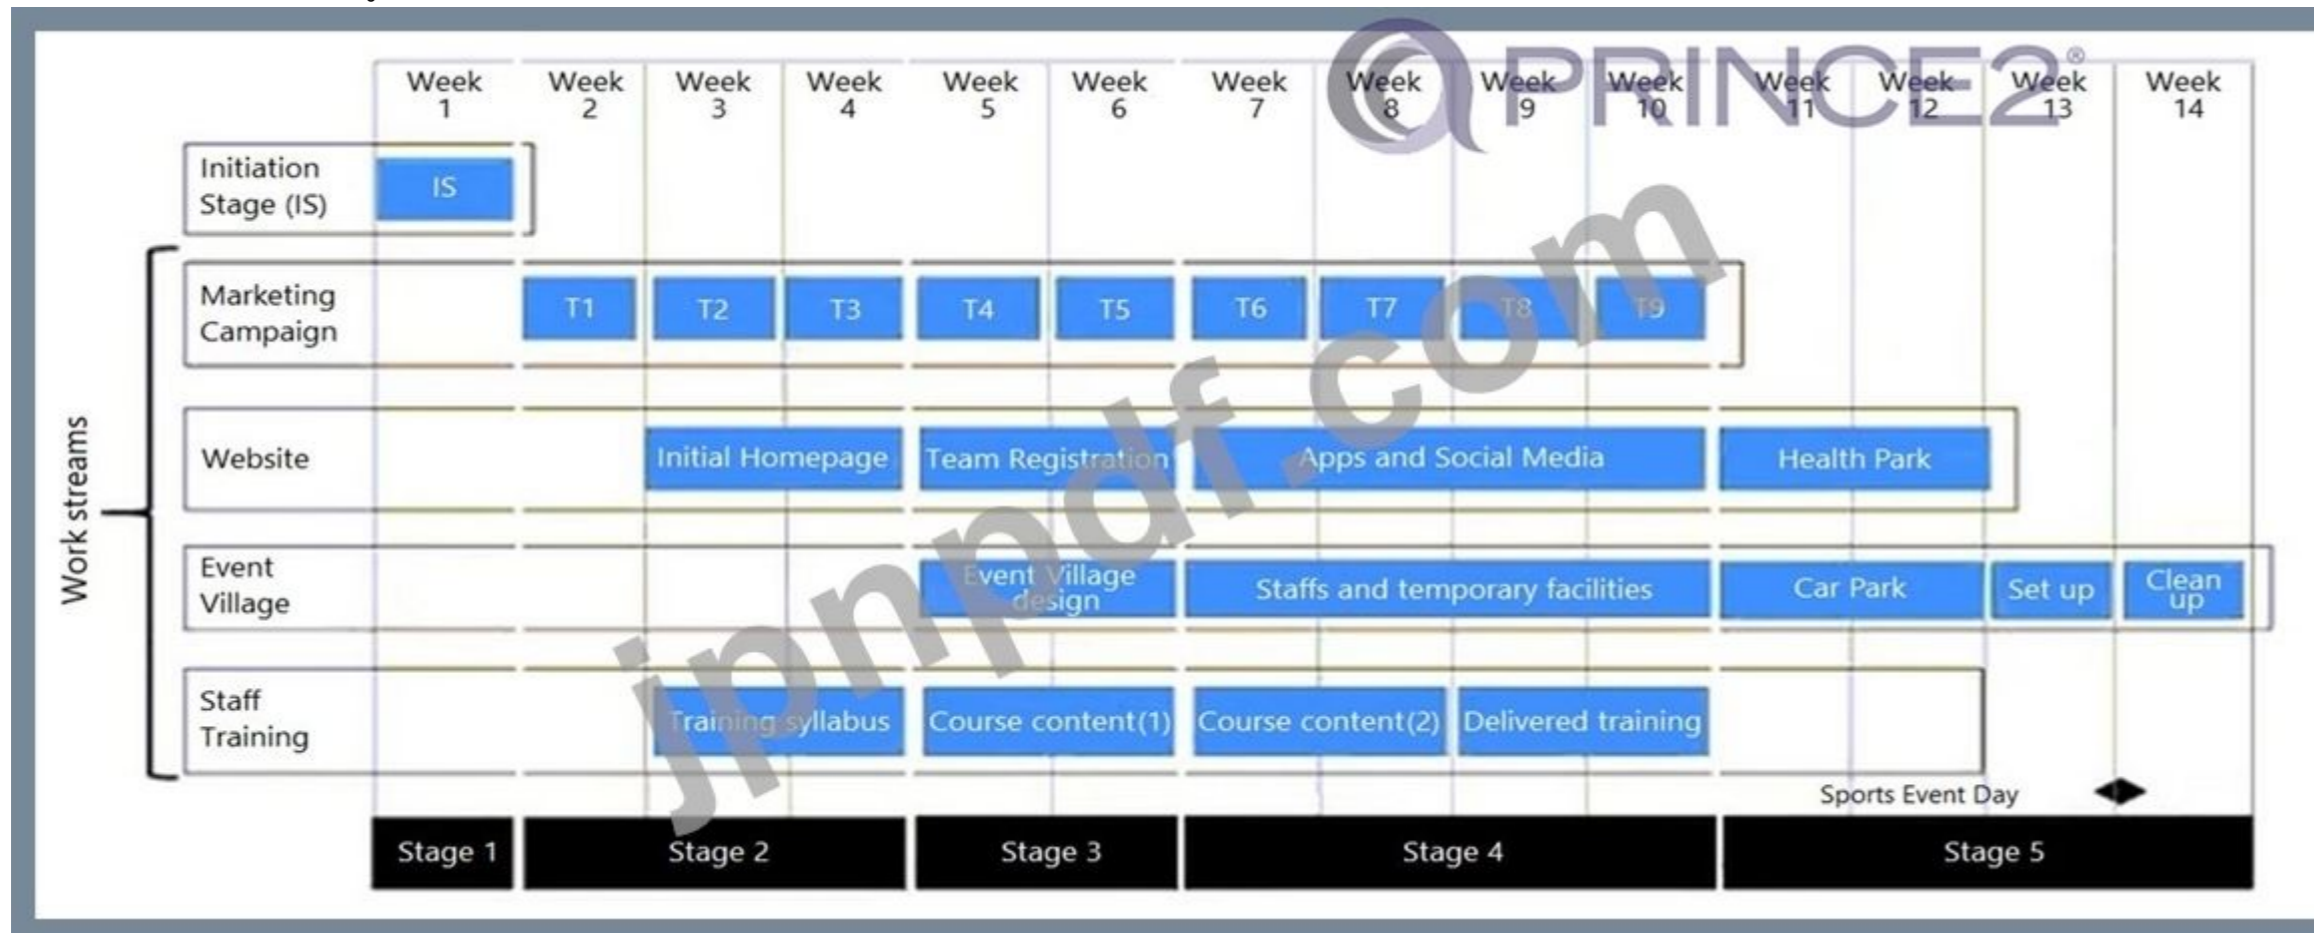 PRINCE2®
Week 1
Week 2
Week 3
Week 4
Week 5
Week 6
Week 7
Week 8
Week 9
Week 10
Week 11
Week 12
Week 13
Week 14
Initiation
Stage (IS)
IS
Marketing
Campaign
T1
T2
T3
T4
T5
T6
T7
T8
T9
Website
Initial Homepage
Team Registration
Apps and Social Media
Health Park
Work streams
Event
Village
Event Village
design
Staffs and temporary facilities
Car Park
Set up
Clean
up
Staff
Training
Training syllabus
Course content(1)
Course content(2)
Delivered training
Sports Event Day
Stage 1
Stage 2
Stage 3
Stage 4
Stage 5
jpnpdf.com